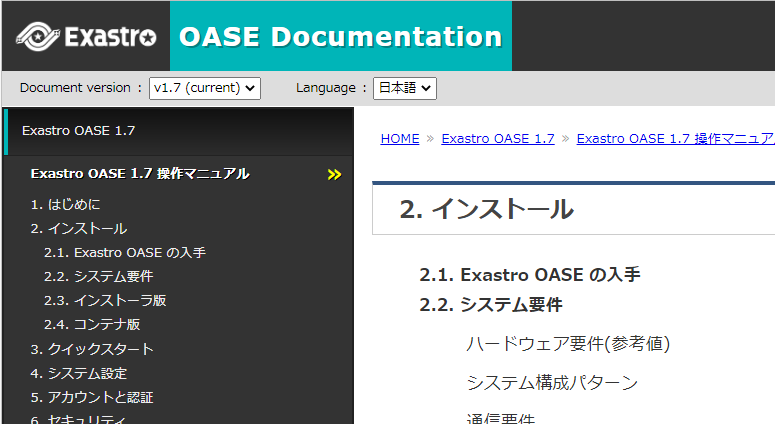 Exastro OASE Documentation
Document version : v1.7 (current) Language : 日本語
Exastro OASE 1.7
Exastro OASE 1.7 操作マニュアル »
1. はじめに
2. インストール
2.1. Exastro OASE の入手
2.2. システム要件
2.3. インストーラ版
2.4. コンテナ版
3. クイックスタート
4. システム設定
5. アカウントと認証
6. セキュリティ
HOME » Exastro OASE 1.7 » Exastro OASE 1.7 操作マニュア
2. インストール
2.1. Exastro OASE の入手
2.2. システム要件
ハードウェア要件(参考値)
システム構成パターン
通信要件